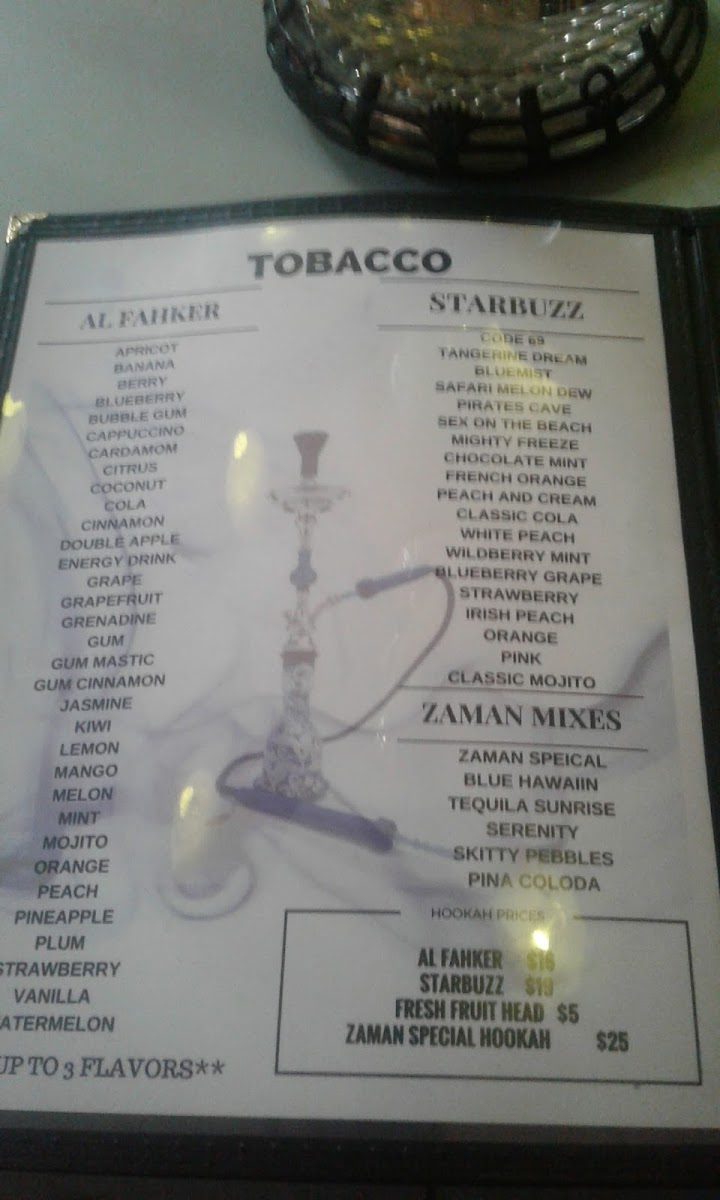 TOBACCO
AL FAHKER
APRICOT
BANANA
BERRY
BLUEBERRY
BUBBLE GUM
CAPPUCCINO
CARDAMOM
CITRUS
COCONUT
COLA
CINNAMON
DOUBLE APPLE
ENERGY DRINK
GRAPE
GRAPEFRUIT
GRENADINE
GUM
GUM MASTIC
GUM CINNAMON
JASMINE
KIWI
LEMON
MANGO
MELON
MINT
MOJITO
ORANGE
PEACH
PINEAPPLE
PLUM
STRAWBERRY
VANILLA
ATERMELON
UP TO 3 FLAVORS**
STARBUZZ
CODE 69
TANGERINE DREAM
BLUEMIST
SAFARI MELON DEW
PIRATES CAVE
SEX ON THE BEACH
MIGHTY FREEZE
CHOCOLATE MINT
FRENCH ORANGE
PEACH AND CREAM
CLASSIC COLA
WHITE PEACH
WILDBERRY MINT
BLUEBERRY GRAPE
STRAWBERRY
IRISH PEACH
ORANGE
PINK
CLASSIC MOJITO
ZAMAN MIXES
ZAMAN SPEICAL
BLUE HAWAIIN
TEQUILA SUNRISE
SERENITY
SKITTY PEBBLES
PINA COLODA
HOOKAH PRICES
AL FAHKER
STARBUZZ
FRESH FRUIT HEAD $5
ZAMAN SPECIAL HOOKAH $25